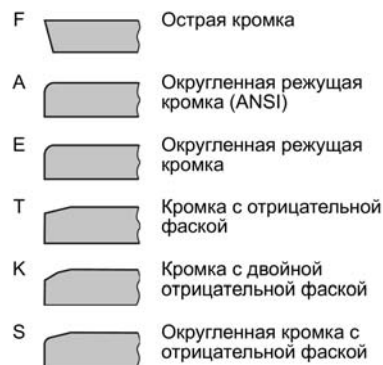 F Острая кромка
A Округленная режущая
кромка (ANSI)
E Округленная режущая
кромка
T Кромка с отрицательной
фаской
K Кромка с двойной
отрицательной фаской
S Округленная кромка с
отрицательной фаской